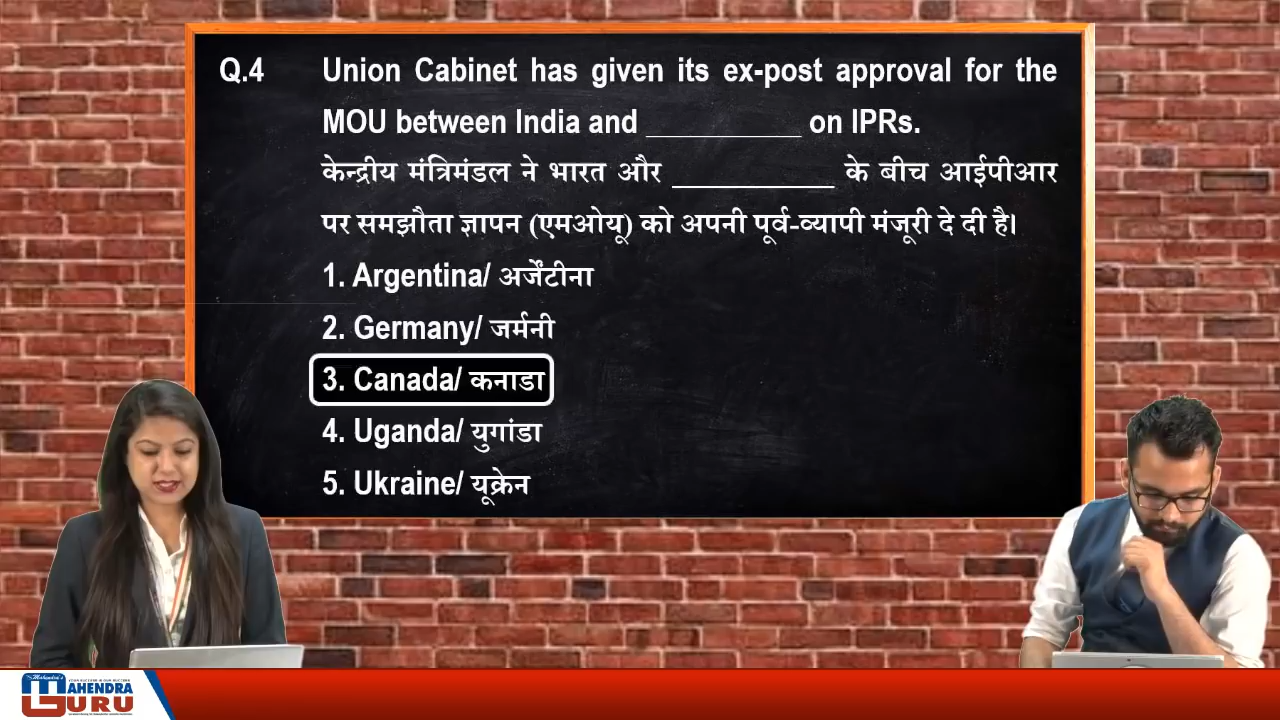 Q.4 Union Cabinet has given its ex-post approval for the
MOU between India and __________ on IPRs.
केन्द्रीय मंत्रिमंडल ने भारत और __________ के बीच आईपीआर
पर समझौता ज्ञापन (एमओयू) को अपनी पूर्व-व्यापी मंजूरी दे दी है।
1. Argentina/ अर्जेंटीना
2. Germany/ जर्मनी
3. Canada/ कनाडा
4. Uganda/ युगांडा
5. Ukraine/ यूक्रेन
Mahendra's
MAHENDRA
GURU